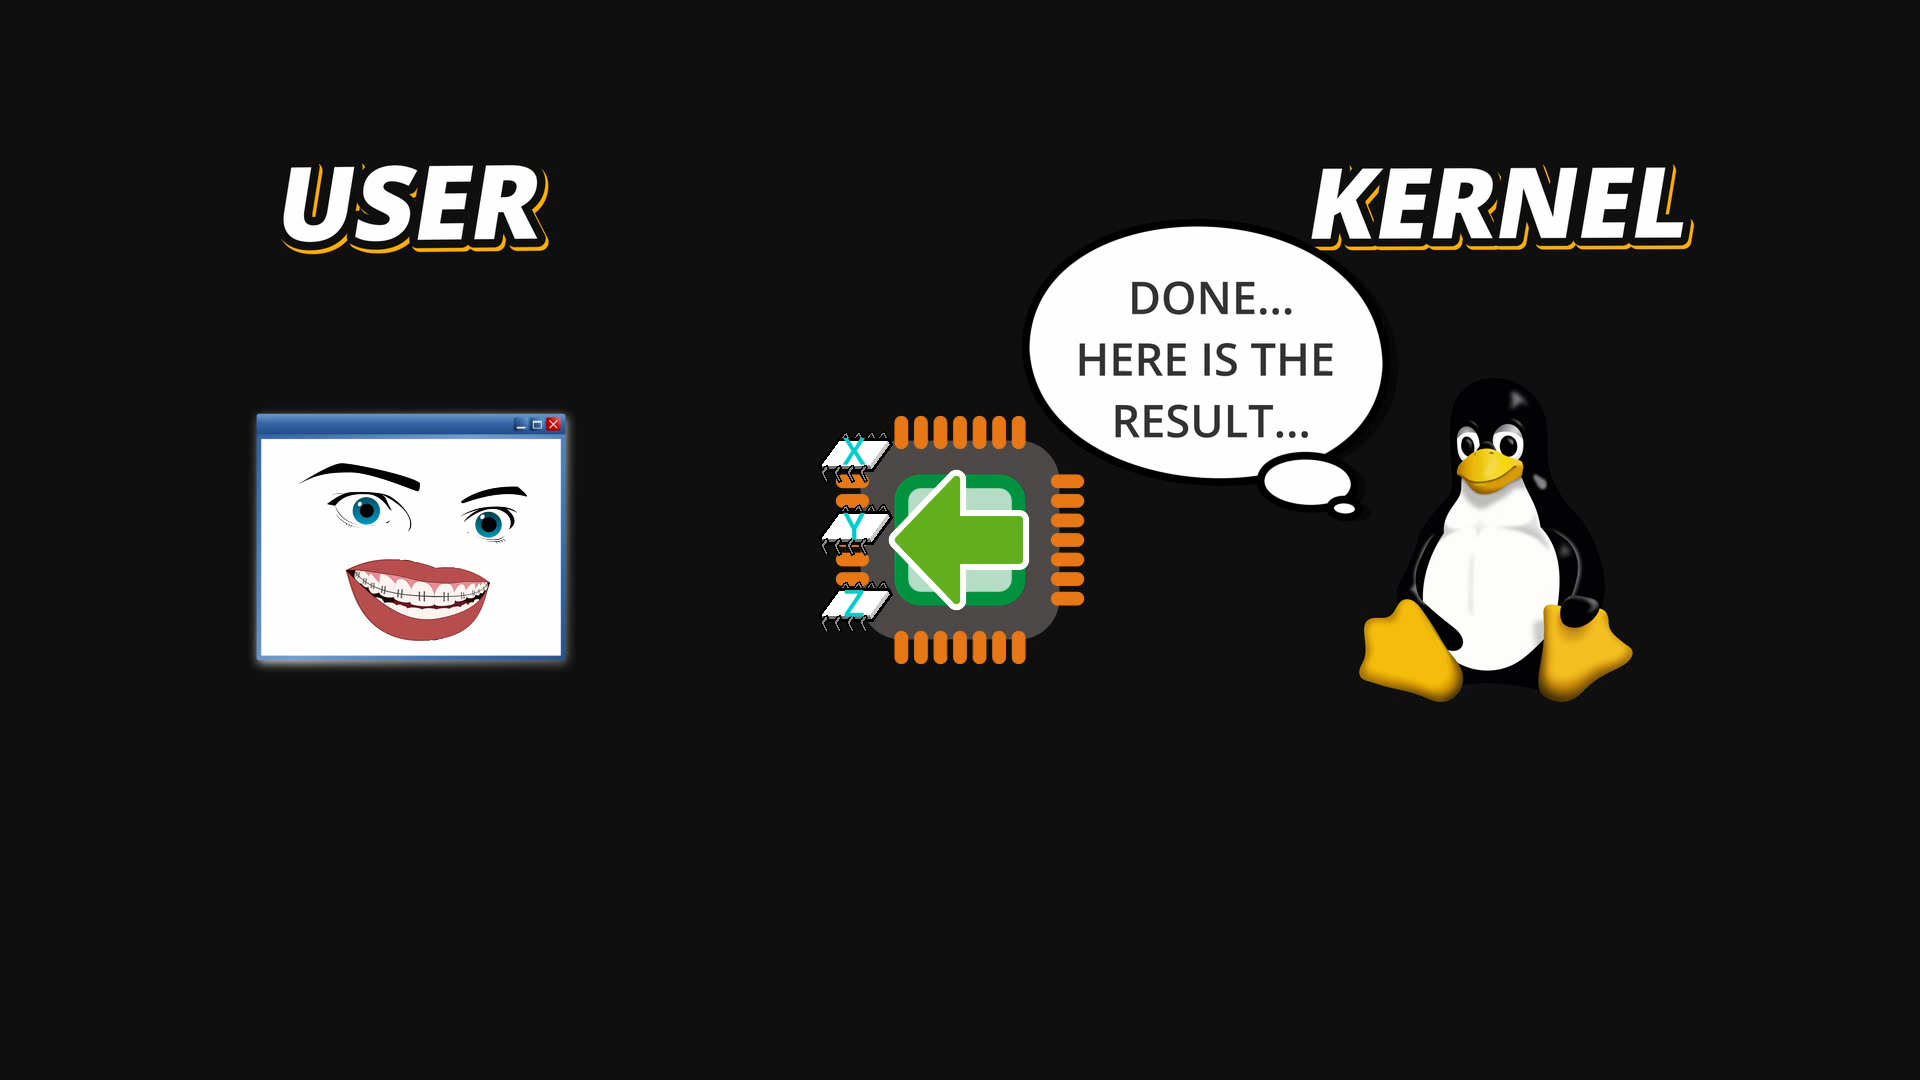 USER
KERNEL
DONE...
HERE IS THE
RESULT...
X
Y
Z